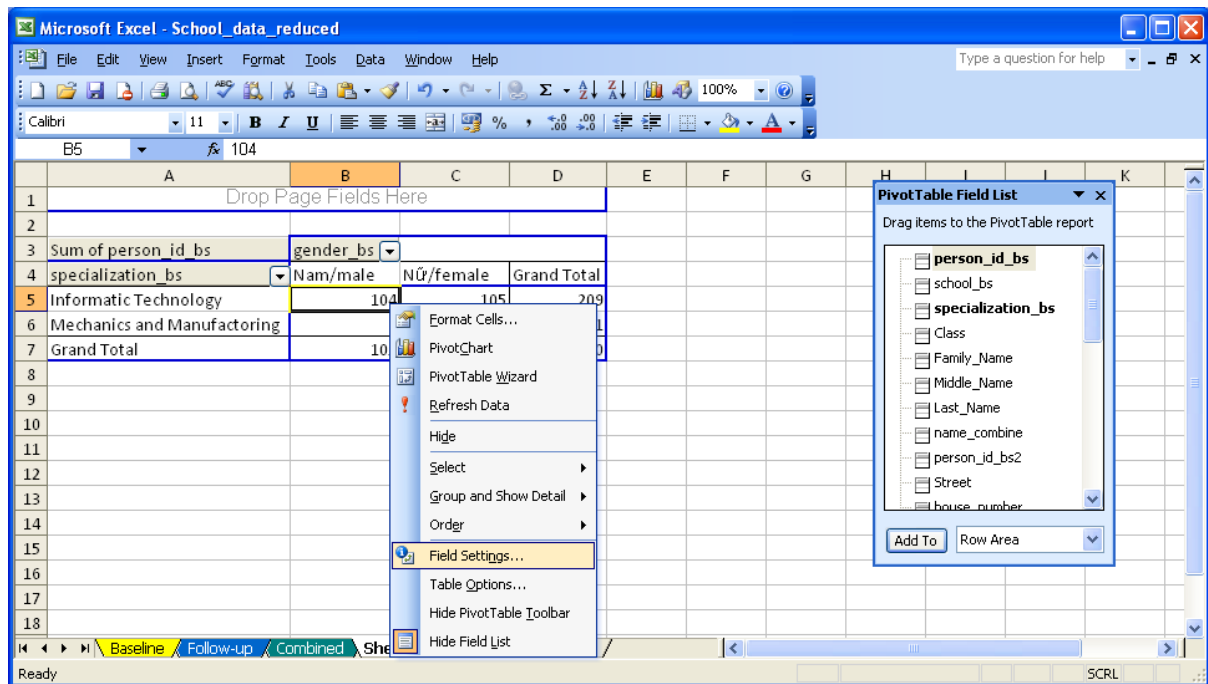 Microsoft Excel - School_data_reduced
File Edit View Insert Format Tools Data Window Help Type a question for help
100%
Calibri 11 B I U
B5 fx 104
A B C D E F G H I J K
1 Drop Page Fields Here
2
3 Sum of person_id_bs gender_bs
4 specialization_bs Nam/male Nữ/female Grand Total
5 Informatic Technology 104 105 209
6 Mechanics and Manufactoring 1
7 Grand Total 10 0
8
9
10
11
12
13
14
15
16
17
18
Format Cells...
PivotChart
PivotTable Wizard
Refresh Data
Hide
Select
Group and Show Detail
Order
Field Settings...
Table Options...
Hide PivotTable Toolbar
Hide Field List
PivotTable Field List
Drag items to the PivotTable report
person_id_bs
school_bs
specialization_bs
Class
Family_Name
Middle_Name
Last_Name
name_combine
person_id_bs2
Street
house_number
Add To Row Area
Baseline Follow-up Combined She
Ready SCRL